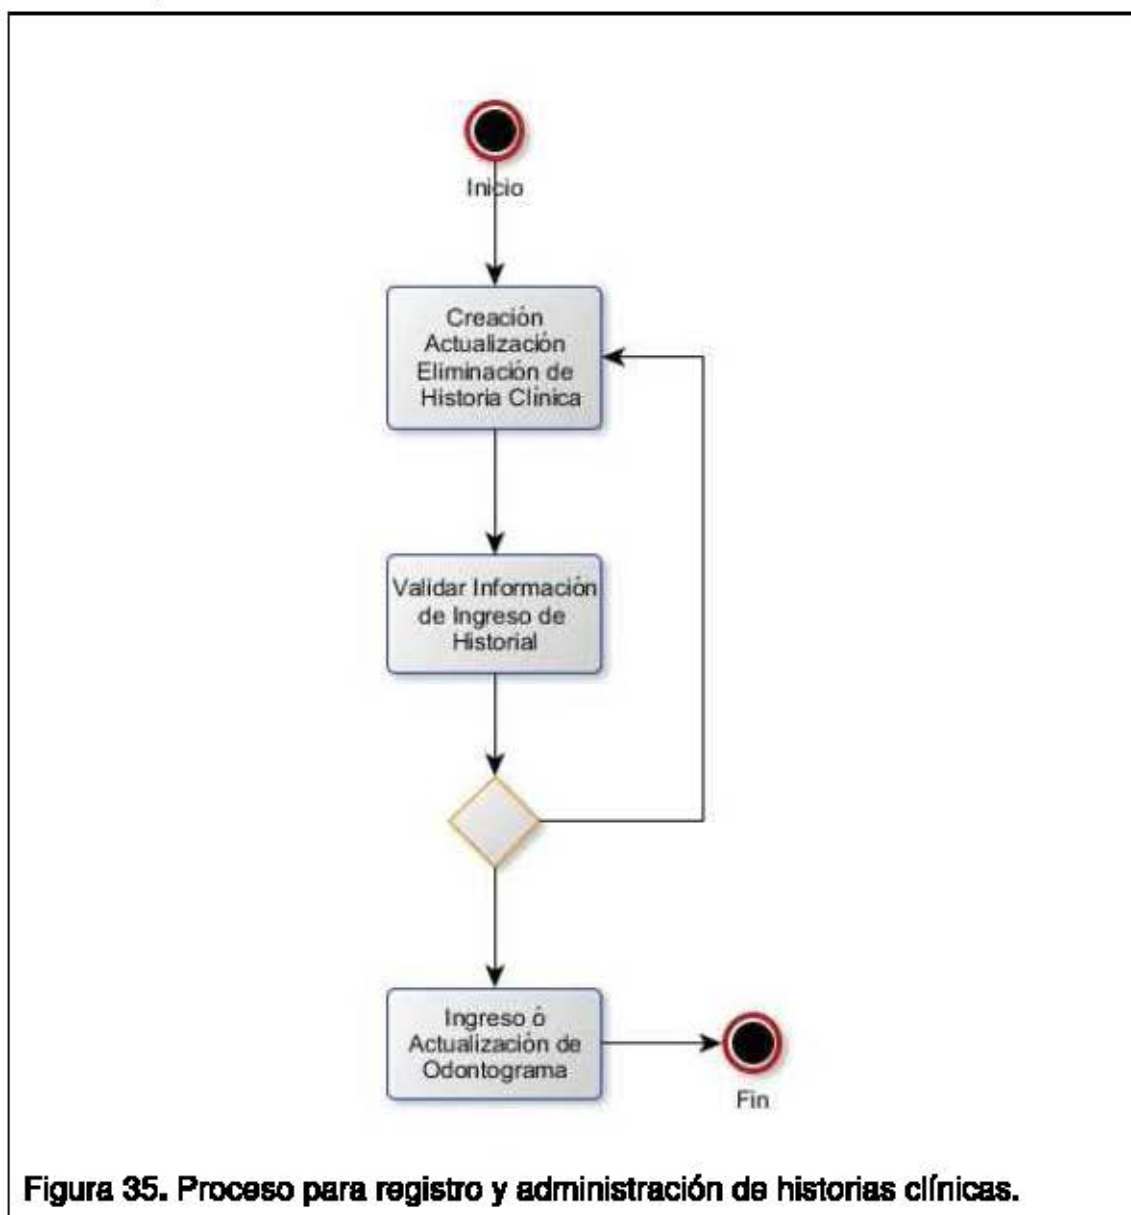 Inicio
Creación
Actualización
Eliminación de
Historia Clínica
Validar Información
de Ingreso de
Historial
Ingreso ó
Actualización de
Odontograma
Fin
Figura 35. Proceso para registro y administración de historias clínicas.